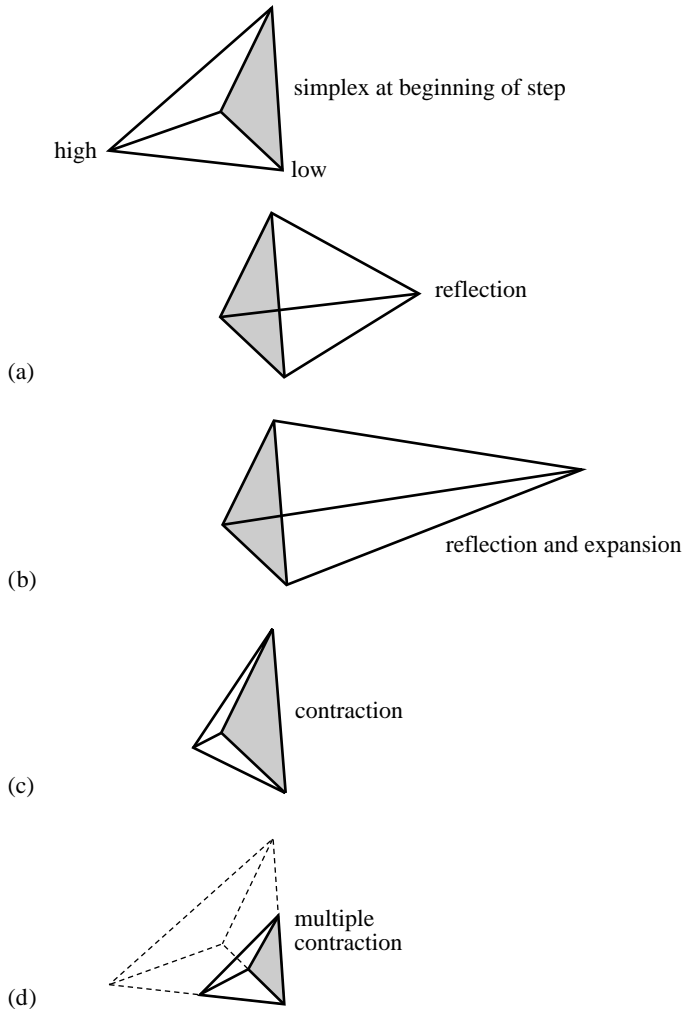 simplex at beginning of step
high
low
reflection
(a)
reflection and expansion
(b)
contraction
(c)
multiple
contraction
(d)